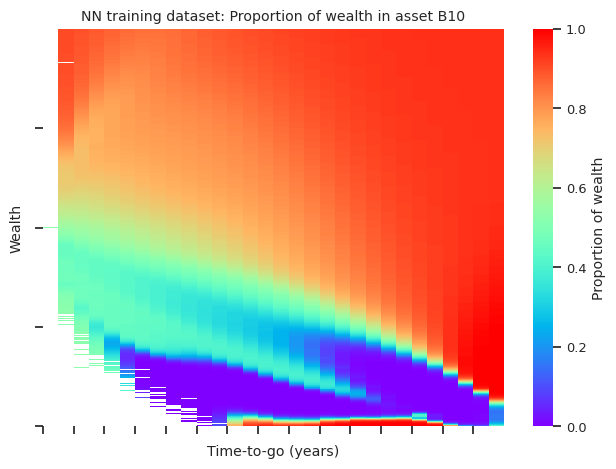 NN training dataset: Proportion of wealth in asset B10
Wealth
Time-to-go (years)
1.0
0.8
0.6
0.4
0.2
0.0
Proportion of wealth